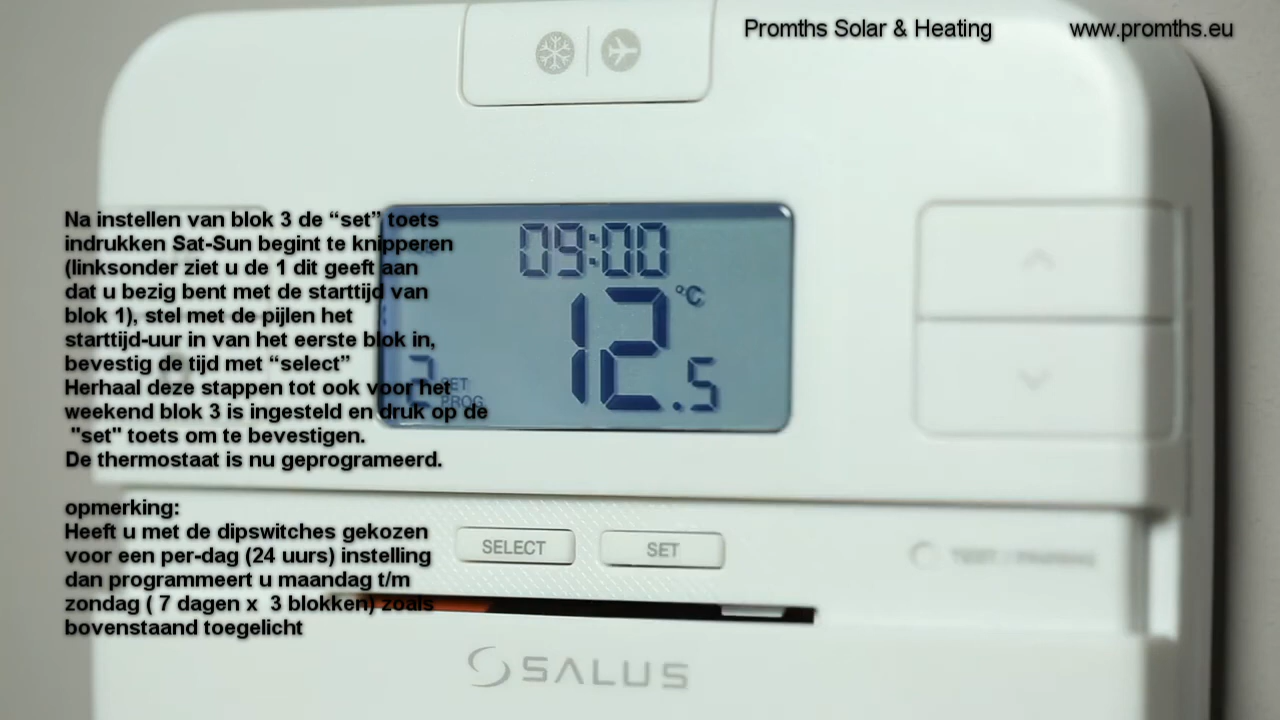 Promths Solar & Heating www.promths.eu
Na instellen van blok 3 de “set” toets
indrukken Sat-Sun begint te knipperen
(linksonder ziet u de 1 dit geeft aan
dat u bezig bent met de starttijd van
blok 1), stel met de pijlen het
starttijd-uur in van het eerste blok in,
bevestig de tijd met “select”
Herhaal deze stappen tot ook voor het
weekend blok 3 is ingesteld en druk op de
"set" toets om te bevestigen.
De thermostaat is nu geprogrameerd.
opmerking:
Heeft u met de dipswitches gekozen
voor een per-dag (24 uurs) instelling
dan programmeert u maandag t/m
zondag ( 7 dagen x  3 blokken) zoals
bovenstaand toegelicht
09:00
12.5 °C
2 SET
PROG
SELECT SET
SALUS